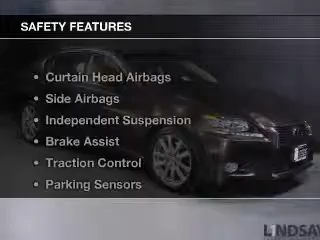 SAFETY FEATURES
• Curtain Head Airbags
• Side Airbags
• Independent Suspension
• Brake Assist
• Traction Control
• Parking Sensors
LINDSAY